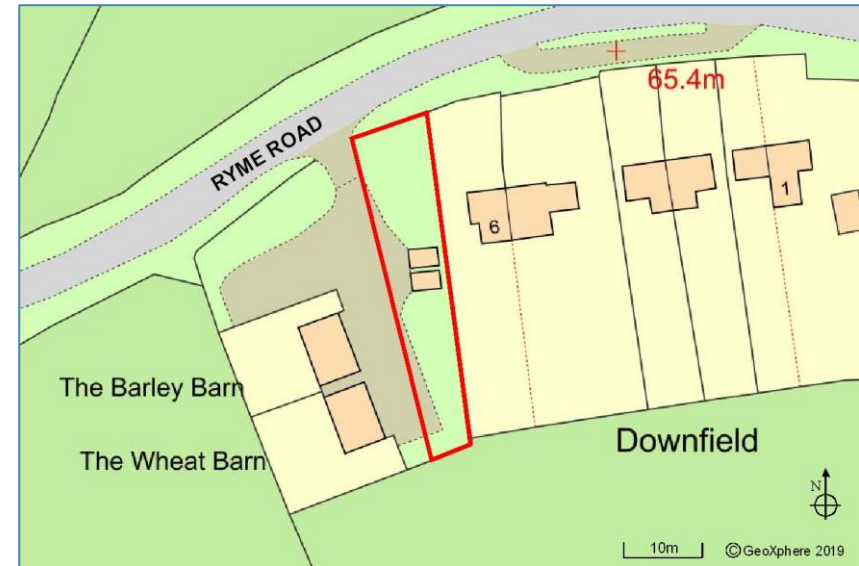 65.4m
RYME ROAD
1
6
The Barley Barn
Downfield
The Wheat Barn
N
10m
©GeoXphere 2019